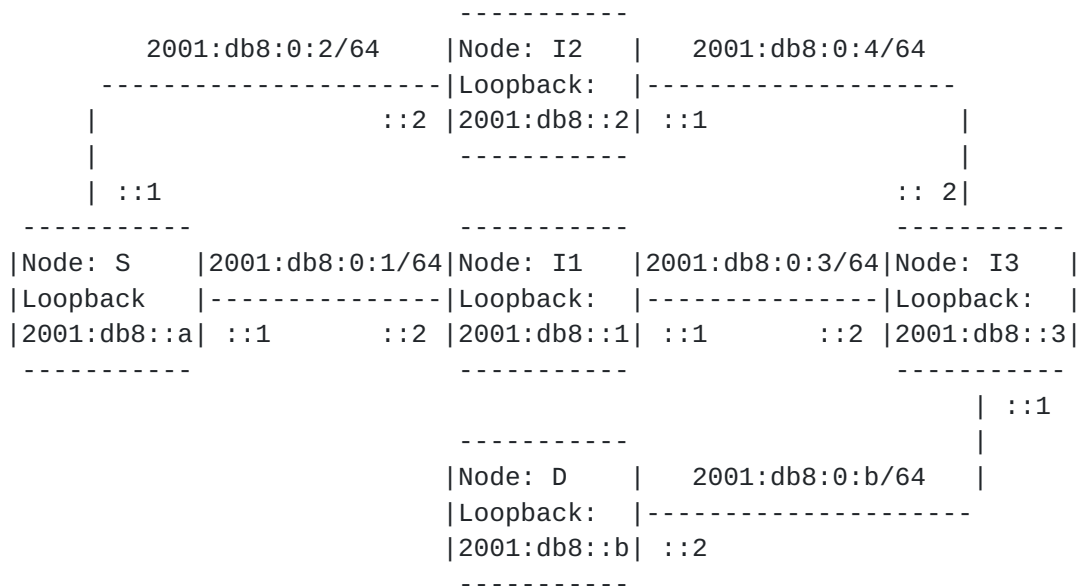 2001:db8:0:2/64 |Node: I2 | 2001:db8:0:4/64
|Loopback: |
::2 |2001:db8::2| ::1
::1 :: 2|
|Node: S |2001:db8:0:1/64|Node: I1 |2001:db8:0:3/64|Node: I3 |
|Loopback |---------------|Loopback: |---------------|Loopback: |
|2001:db8::a| ::1 ::2 |2001:db8::1| ::1 ::2 |2001:db8::3|
| ::1
|Node: D | 2001:db8:0:b/64 |
|Loopback: |---------------------
|2001:db8::b| ::2